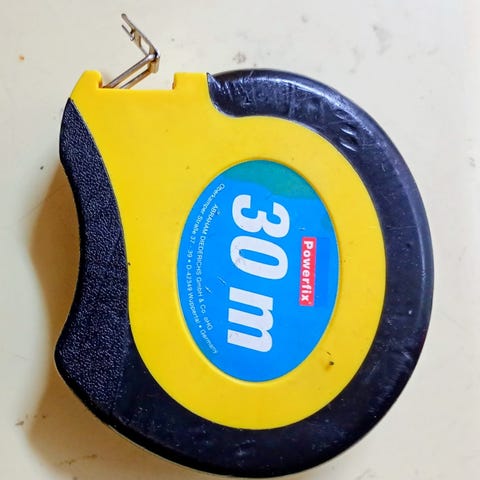 Powerfix
30 m
ABRAHAM DIEDERICHS GmbH & Co. oHG
Oberkamper Straße 37 - 39 • D-42349 Wuppertal • Germany